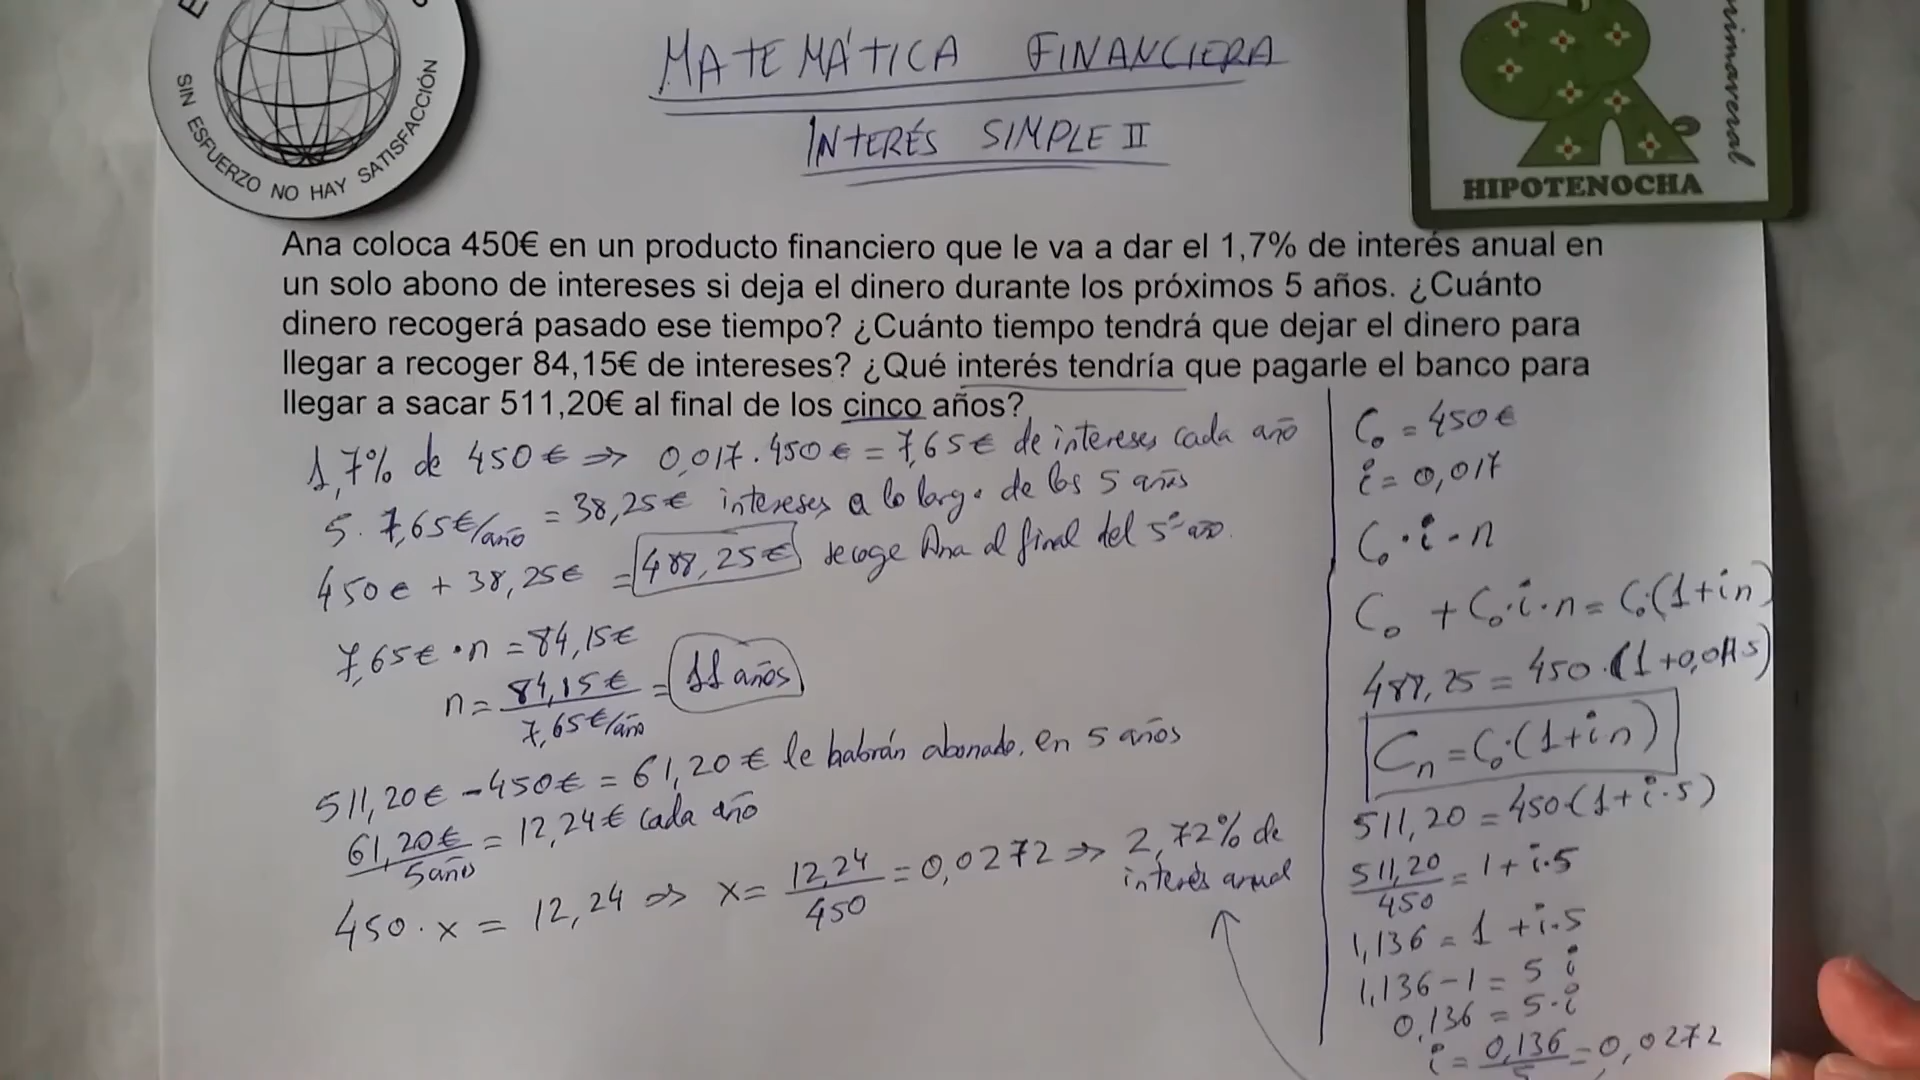 SIN ESFUERZO NO HAY SATISFACCIÓN
MATEMÁTICA FINANCIERA
INTERÉS SIMPLE II
nimaveral
HIPOTENOCHA
Ana coloca 450€ en un producto financiero que le va a dar el 1,7% de interés anual en
un solo abono de intereses si deja el dinero durante los próximos 5 años. ¿Cuánto
dinero recogerá pasado ese tiempo? ¿Cuánto tiempo tendrá que dejar el dinero para
llegar a recoger 84,15€ de intereses? ¿Qué interés tendría que pagarle el banco para
llegar a sacar 511,20€ al final de los cinco años?
1,7% de 450€ ⇒ 0,017·450€ = 7,65€ de intereses cada año
5·7,65€/año = 38,25€ intereses a lo largo de los 5 años
450€ + 38,25€ = 488,25€ recoge Ana al final del 5º año.
7,65€·n = 84,15€
n = 84,15€ / 7,65€/año = 11 años
511,20€ - 450€ = 61,20€ le habrán abonado en 5 años
61,20€ / 5años = 12,24€ cada año
450·x = 12,24 ⇒ x = 12,24 / 450 = 0,0272 ⇒ 2,72% de
interés anual
C₀ = 450€
i = 0,017
C₀·i·n
C₀ + C₀·i·n = C₀·(1+in)
488,25 = 450·(1+0,017·5)
Cn = C₀·(1+in)
511,20 = 450·(1+i·5)
511,20 / 450 = 1+i·5
1,136 = 1+i·5
1,136-1 = 5i
0,136 = 5·i
i = 0,136 / 5 = 0,0272